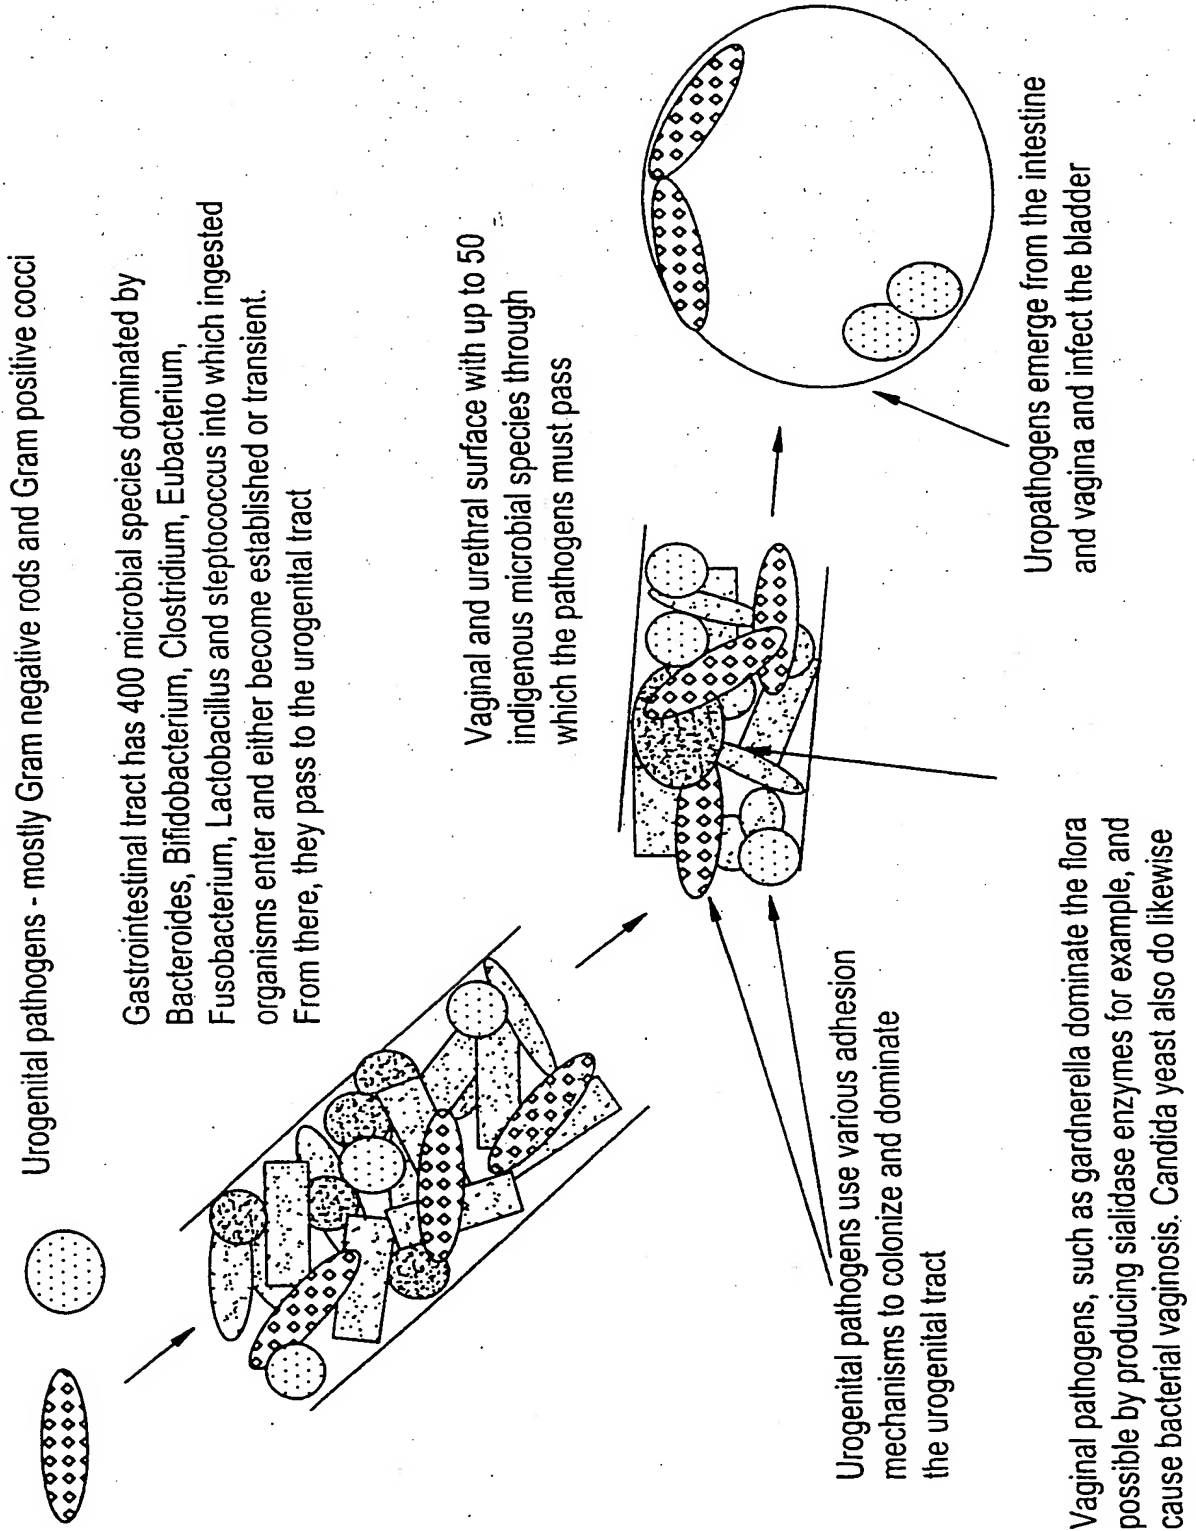 Urogenital pathogens - mostly Gram negative rods and Gram positive cocci
Gastrointestinal tract has 400 microbial species dominated by
Bacteroides, Bifidobacterium, Clostridium, Eubacterium,
Fusobacterium, Lactobacillus and steptococcus into which ingested
organisms enter and either become established or transient.
From there, they pass to the urogenital tract
Vaginal and urethral surface with up to 50
indigenous microbial species through
which the pathogens must pass
Urogenital pathogens use various adhesion
mechanisms to colonize and dominate
the urogenital tract
Uropathogens emerge from the intestine
and vagina and infect the bladder
Vaginal pathogens, such as gardnerella dominate the flora
possible by producing sialidase enzymes for example, and
cause bacterial vaginosis. Candida yeast also do likewise